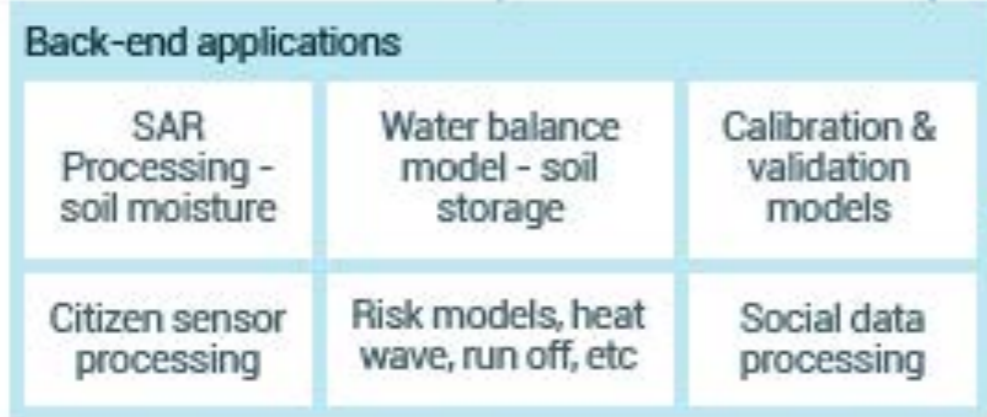 Back-end applications
SAR
Processing -
soil moisture
Water balance
model - soil
storage
Calibration &
validation
models
Citizen sensor
processing
Risk models, heat
wave, run off, etc
Social data
processing